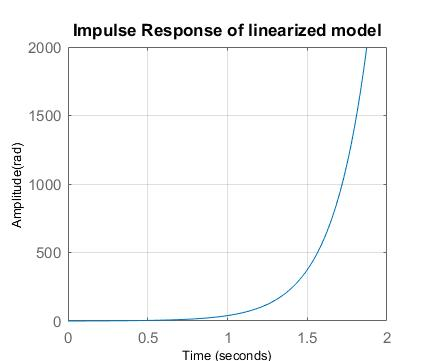 Impulse Response of linearized model
2000
1500
1000
500
0
Amplitude(rad)
0 0.5 1 1.5 2
Time (seconds)